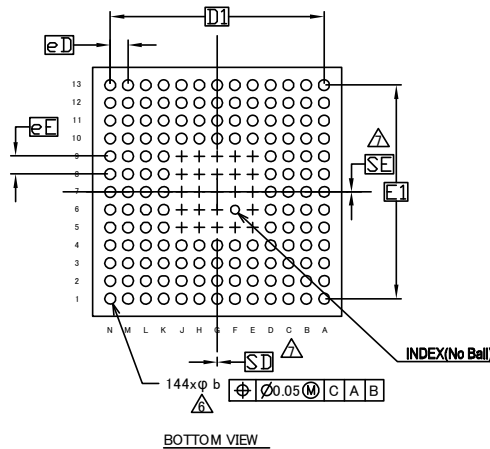 D1
eD
13
12
11
10
9
8
7
6
5
4
3
2
1
eE
7
SE
E1
N M L K J H G F E D C B A
SD
7
INDEX(No Ball)
144xφ b
6
⌖ Ø0.05 Ⓜ C A B
BOTTOM VIEW